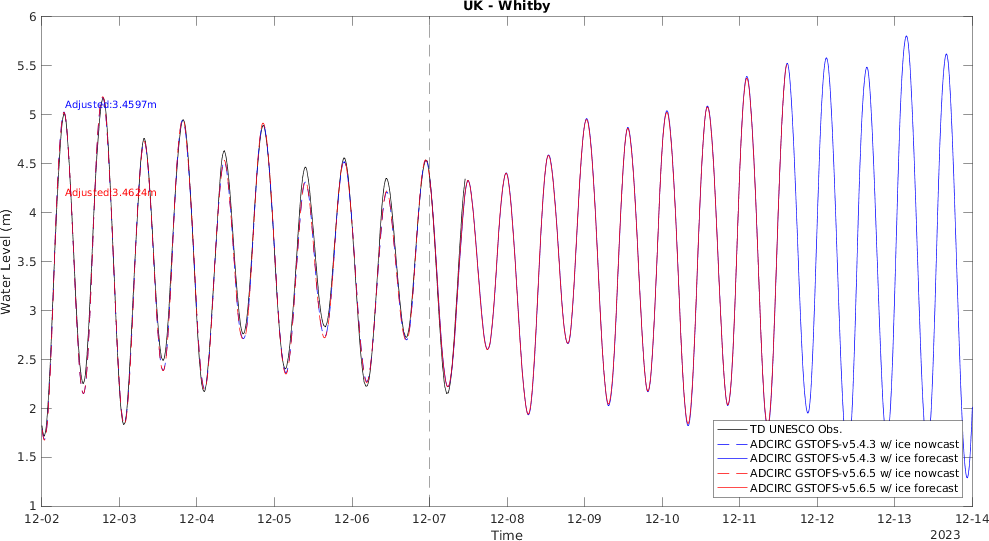 UK - Whitby
6
5.5
5
4.5
4
3.5
3
2.5
2
1.5
1
Water Level (m)
Adjusted:3.4597m
Adjusted:3.4624m
TD UNESCO Obs.
ADCIRC GSTOFS-v5.4.3 w/ ice nowcast
ADCIRC GSTOFS-v5.4.3 w/ ice forecast
ADCIRC GSTOFS-v5.6.5 w/ ice nowcast
ADCIRC GSTOFS-v5.6.5 w/ ice forecast
12-02 12-03 12-04 12-05 12-06 12-07 12-08 12-09 12-10 12-11 12-12 12-13 12-14
Time
2023